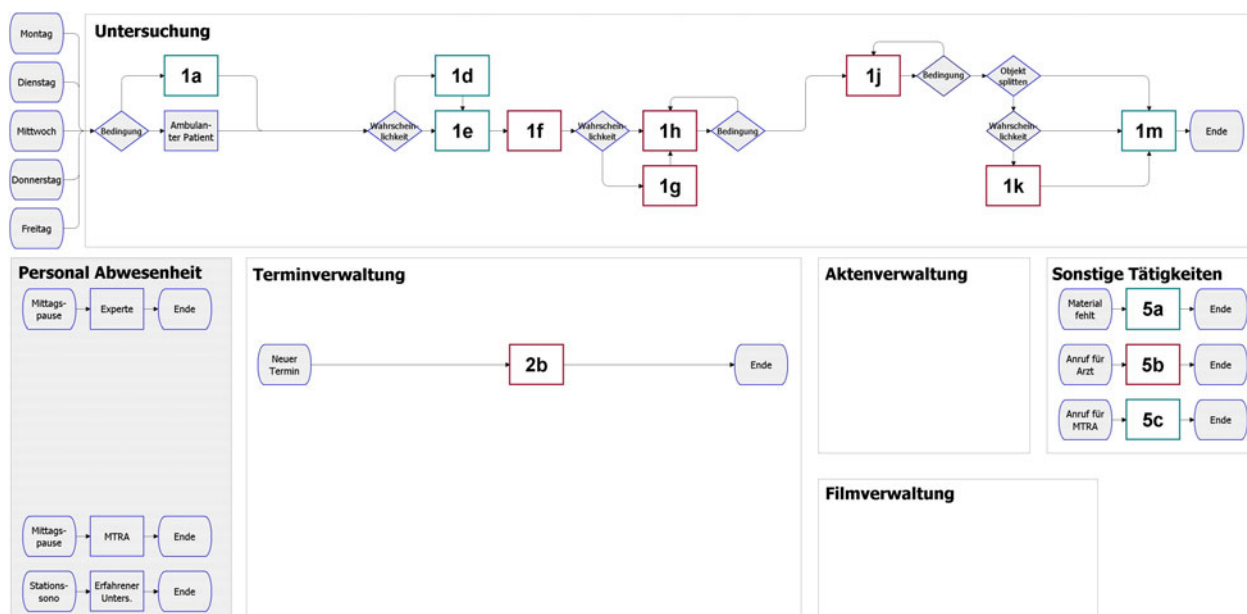 Montag
Dienstag
Mittwoch
Donnerstag
Freitag
Untersuchung
Bedingung
1a
Ambulan-
ter Patient
Wahrschein-
lichkeit
1d
1e
1f
Wahrschein-
lichkeit
1h
1g
Bedingung
1j
Bedingung
Objekt
splitten
Wahrschein-
lichkeit
1k
1m
Ende
Personal Abwesenheit
Mittags-
pause
Experte
Ende
Mittags-
pause
MTRA
Ende
Stations-
sono
Erfahrener
Unters.
Ende
Terminverwaltung
Neuer
Termin
2b
Ende
Aktenverwaltung
Filmverwaltung
Sonstige Tätigkeiten
Material
fehlt
5a
Ende
Anruf für
Arzt
5b
Ende
Anruf für
MTRA
5c
Ende